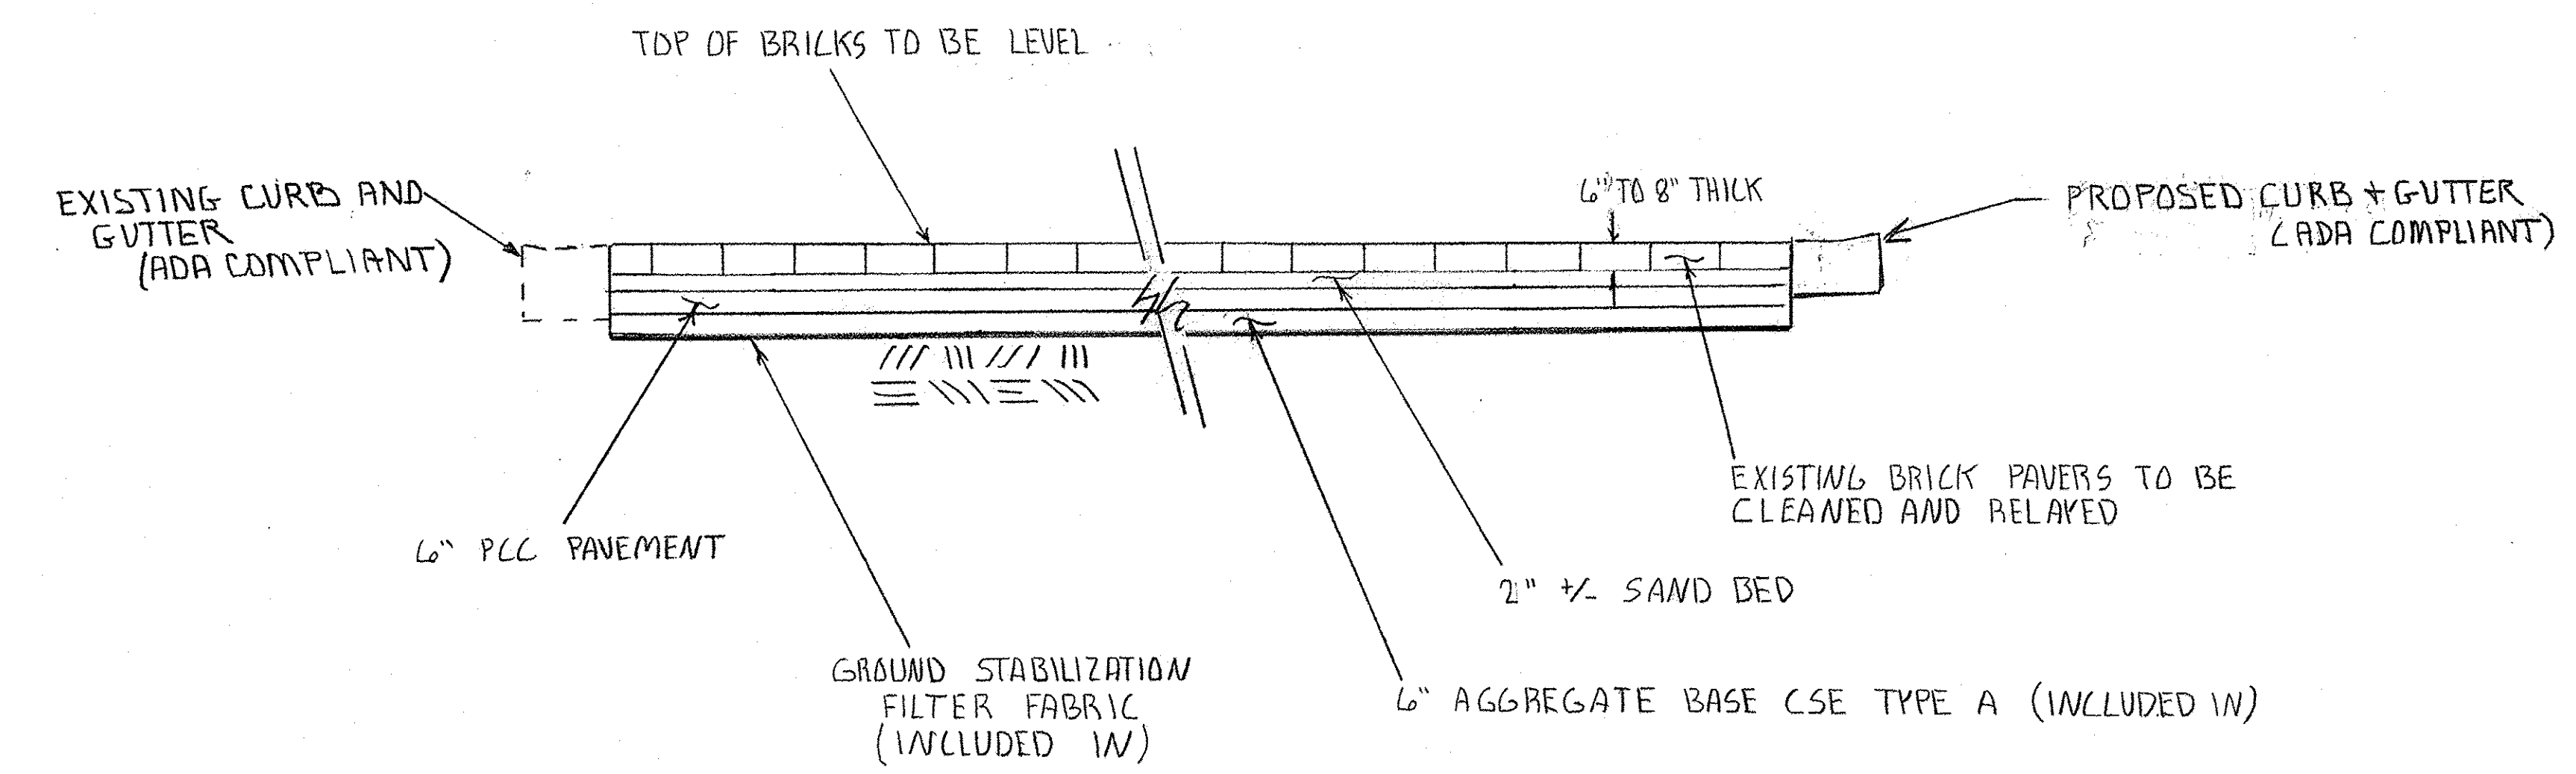 TOP OF BRICKS TO BE LEVEL
EXISTING CURB AND
GUTTER
(ADA COMPLIANT)
6" TO 8" THICK
PROPOSED CURB + GUTTER
(ADA COMPLIANT)
EXISTING BRICK PAVERS TO BE
CLEANED AND RELAYED
6" PCC PAVEMENT
2" +/- SAND BED
GROUND STABILIZATION
FILTER FABRIC
(INCLUDED IN)
6" AGGREGATE BASE CSE TYPE A (INCLUDED IN)